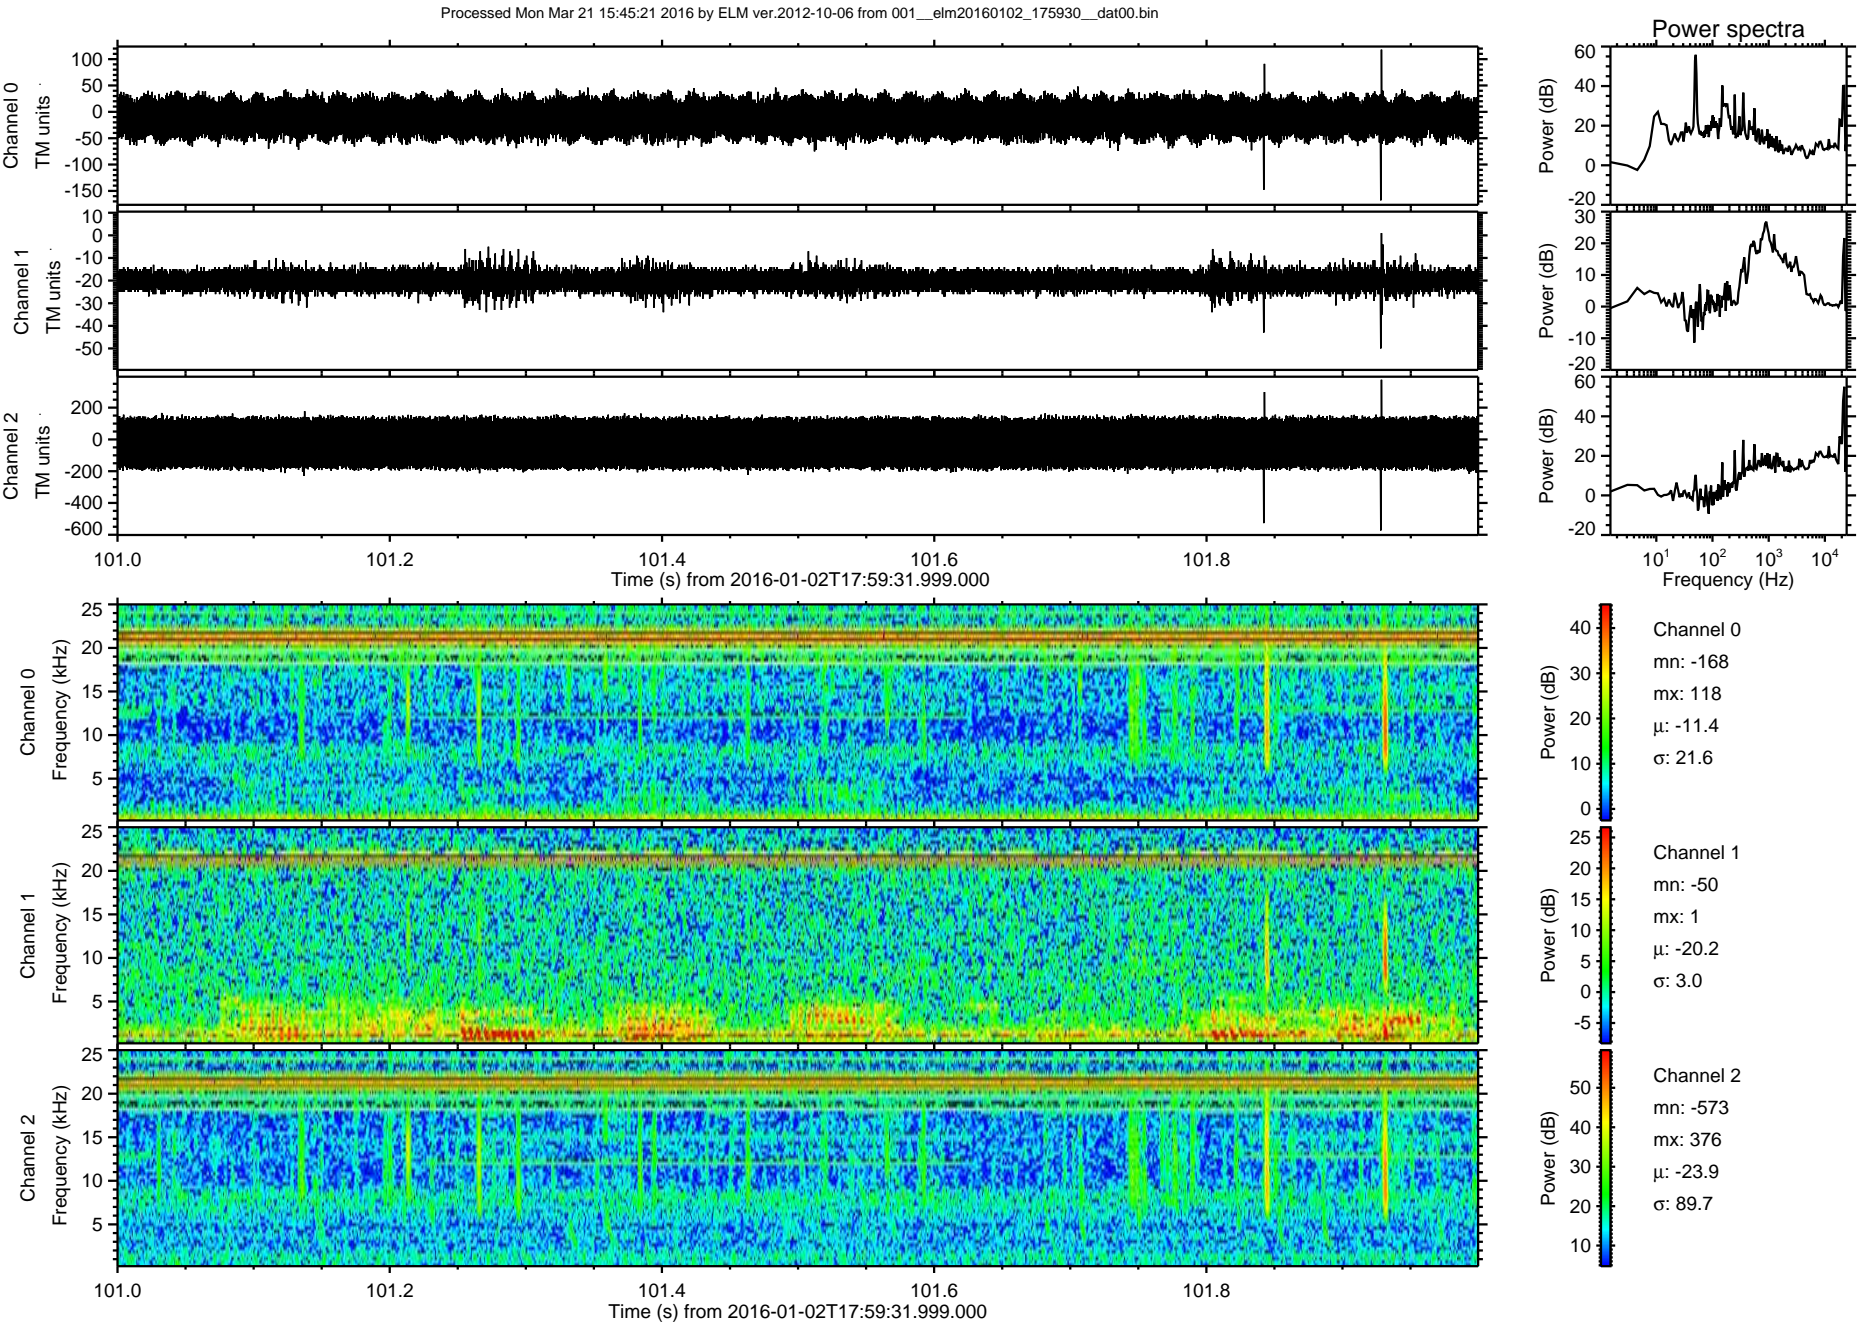 Processed Mon Mar 21 15:45:21 2016 by ELM ver.2012-10-06 from 001__elm20160102_175930__dat00.bin
Power spectra
Channel 0
TM units
100
50
0
-50
-100
-150
Power (dB)
60
40
20
0
-20
Channel 1
TM units
10
0
-10
-20
-30
-40
-50
Power (dB)
30
20
10
0
-10
-20
Channel 2
TM units
200
0
-200
-400
-600
Power (dB)
60
40
20
0
-20
101.0 101.2 101.4 101.6 101.8
Time (s) from 2016-01-02T17:59:31.999.000
10^1 10^2 10^3 10^4
Frequency (Hz)
Channel 0
Frequency (kHz)
25
20
15
10
5
Power (dB)
40
30
20
10
0
Channel 0
mn: -168
mx: 118
μ: -11.4
σ: 21.6
Channel 1
Frequency (kHz)
25
20
15
10
5
Power (dB)
25
20
15
10
5
0
-5
Channel 1
mn: -50
mx: 1
μ: -20.2
σ: 3.0
Channel 2
Frequency (kHz)
25
20
15
10
5
Power (dB)
50
40
30
20
10
Channel 2
mn: -573
mx: 376
μ: -23.9
σ: 89.7
101.0 101.2 101.4 101.6 101.8
Time (s) from 2016-01-02T17:59:31.999.000